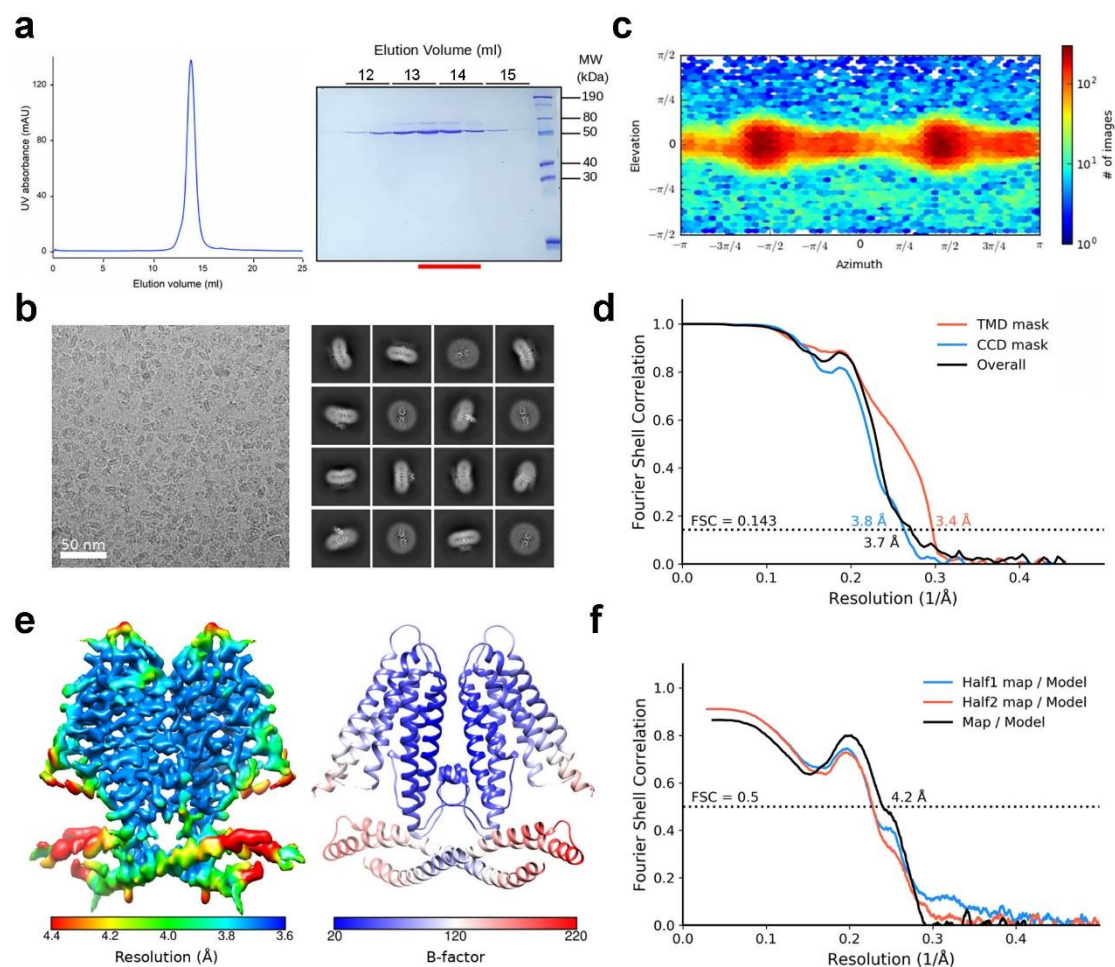 a
UV absorbance (mAU)
120
80
40
0
0 5 10 15 20 25
Elution volume (ml)
Elution Volume (ml)
12 13 14 15
MW
(kDa)
190
80
50
40
30
b
50 nm
c
Elevation
π/2
π/4
0
−π/4
−π/2
−π −3π/4 −π/2 −π/4 0 π/4 π/2 3π/4 π
Azimuth
10²
10¹
10⁰
# of images
d
Fourier Shell Correlation
1.0
0.8
0.6
0.4
0.2
0.0
TMD mask
CCD mask
Overall
FSC = 0.143
3.8 Å
3.4 Å
3.7 Å
0.0 0.1 0.2 0.3 0.4
Resolution (1/Å)
e
4.4 4.2 4.0 3.8 3.6
Resolution (Å)
20 120 220
B-factor
f
Fourier Shell Correlation
1.0
0.8
0.6
0.4
0.2
0.0
Half1 map / Model
Half2 map / Model
Map / Model
FSC = 0.5
4.2 Å
0.0 0.1 0.2 0.3 0.4
Resolution (1/Å)